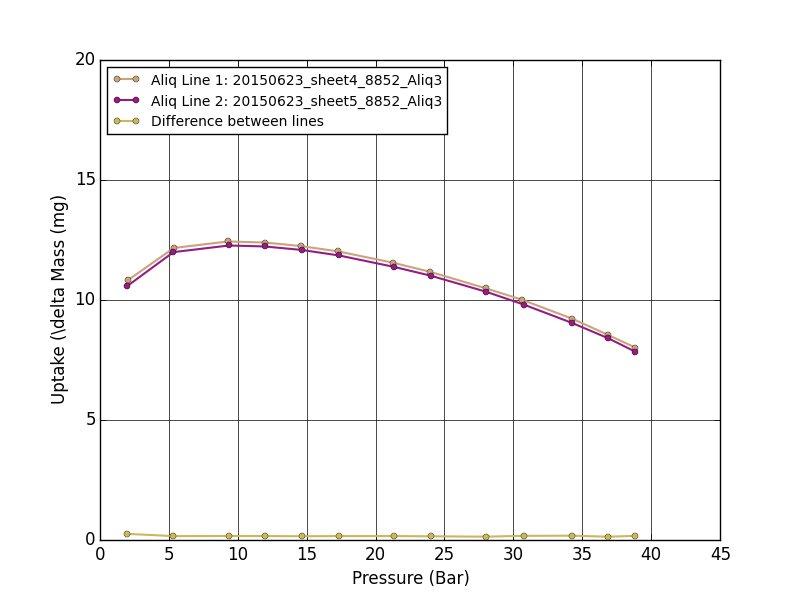 20
15
10
5
0
Uptake (\delta Mass (mg)
Aliq Line 1: 20150623_sheet4_8852_Aliq3
Aliq Line 2: 20150623_sheet5_8852_Aliq3
Difference between lines
0 5 10 15 20 25 30 35 40 45
Pressure (Bar)